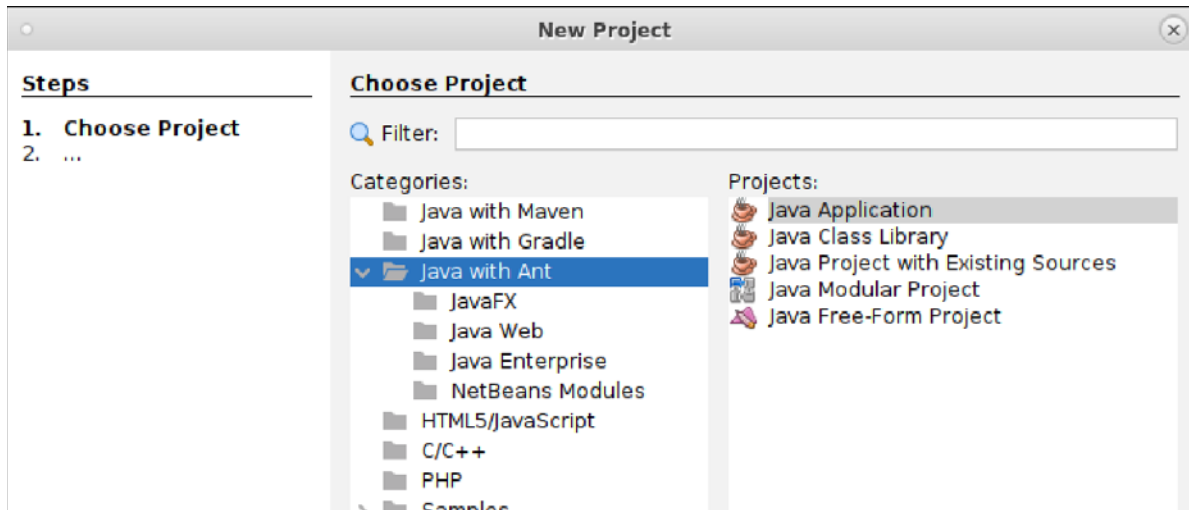 New Project
Steps
1. Choose Project
2. ...
Choose Project
Filter:
Categories:
Java with Maven
Java with Gradle
Java with Ant
JavaFX
Java Web
Java Enterprise
NetBeans Modules
HTML5/JavaScript
C/C++
PHP
Samples
Projects:
Java Application
Java Class Library
Java Project with Existing Sources
Java Modular Project
Java Free-Form Project